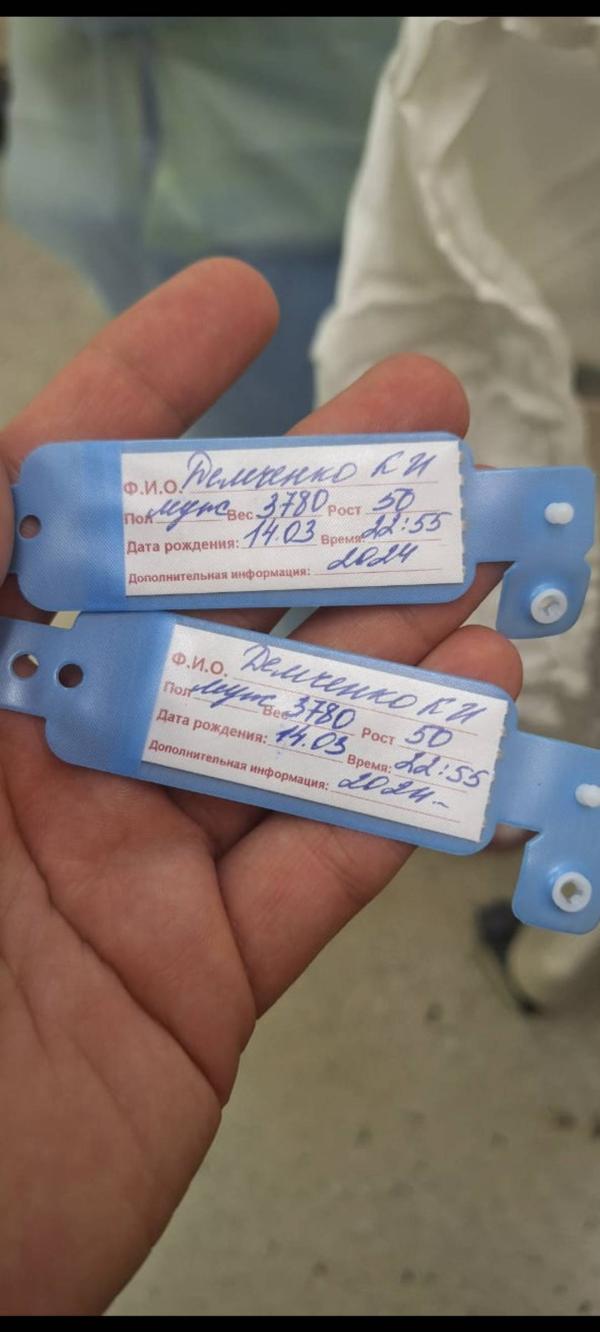 Ф.И.О. Демченко К И
Пол муж Вес 3780 Рост 50
Дата рождения: 14.03 Время: 22:55
Дополнительная информация: 2024
Ф.И.О. Демченко К И
Пол муж Вес 3780 Рост 50
Дата рождения: 14.03 Время: 22:55
Дополнительная информация: 2024